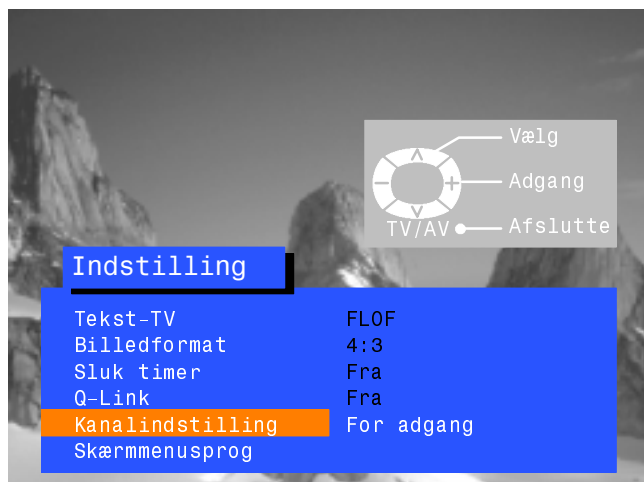 Vælg
Adgang
TV/AV Afslutte
Indstilling
Tekst-TV FLOF
Billedformat 4:3
Sluk timer Fra
Q-Link Fra
Kanalindstilling For adgang
Skærmmenusprog